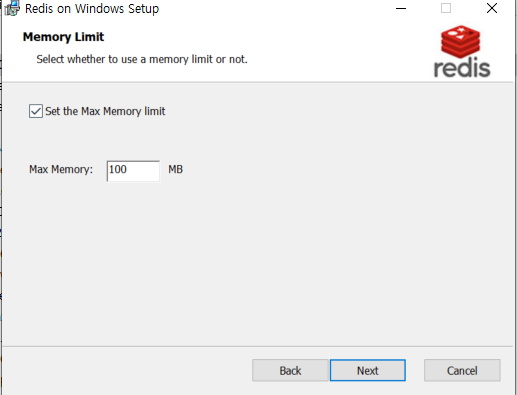 Redis on Windows Setup
Memory Limit
Select whether to use a memory limit or not.
redis
Set the Max Memory limit
Max Memory: 100 MB
Back Next Cancel